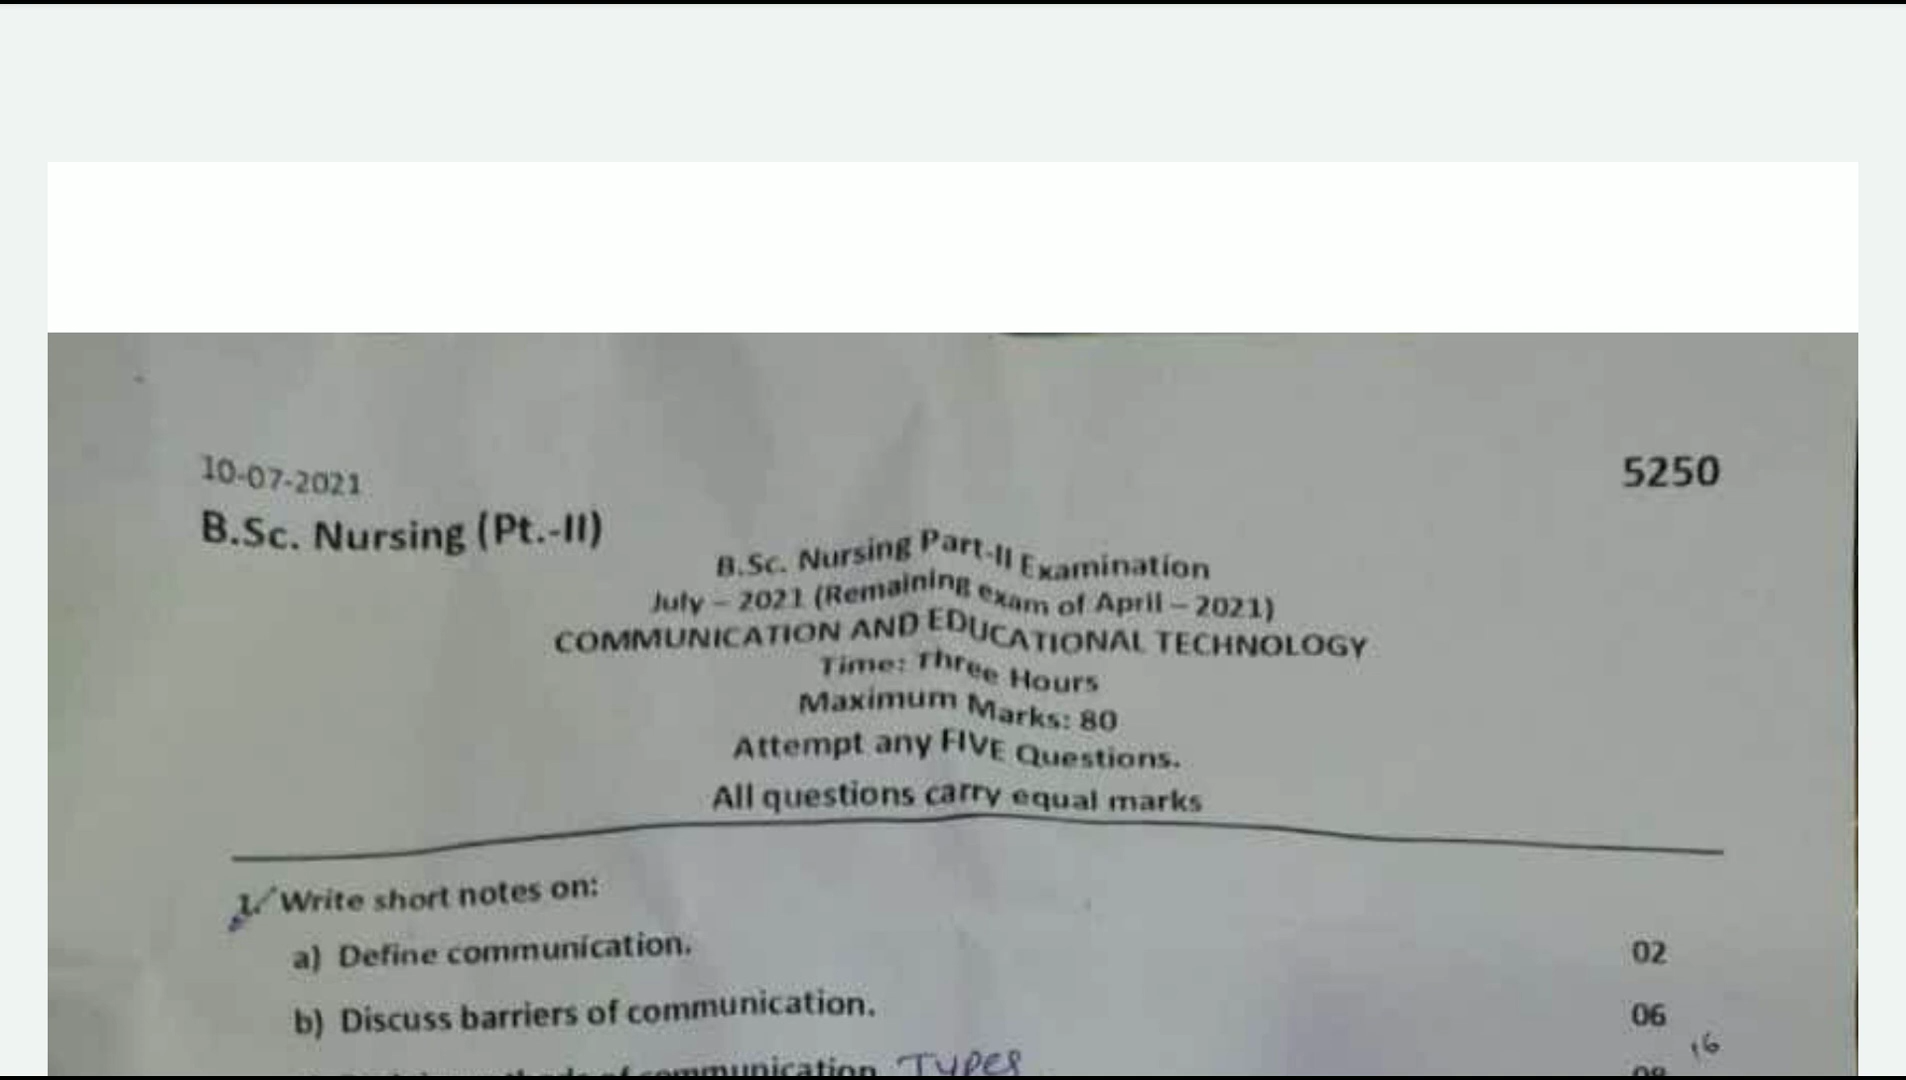 10-07-2021
5250
B.Sc. Nursing (Pt.-II)
B.Sc. Nursing Part-II Examination
July – 2021 (Remaining exam of April – 2021)
COMMUNICATION AND EDUCATIONAL TECHNOLOGY
Time: Three Hours
Maximum Marks: 80
Attempt any FIVE Questions.
All questions carry equal marks
1. Write short notes on:
a) Define communication. 02
b) Discuss barriers of communication. 06
16
of communication Types